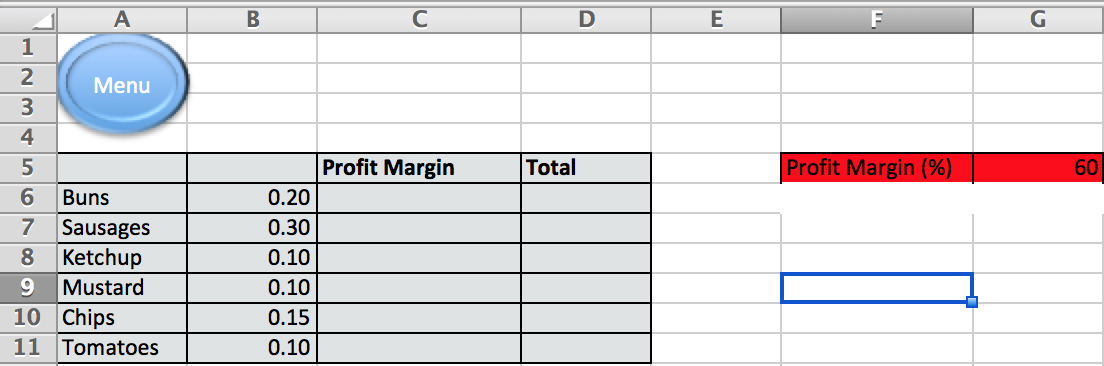 A B C D E F G
1
2 Menu
3
4
5 Profit Margin Total Profit Margin (%) 60
6 Buns 0.20
7 Sausages 0.30
8 Ketchup 0.10
9 Mustard 0.10
10 Chips 0.15
11 Tomatoes 0.10